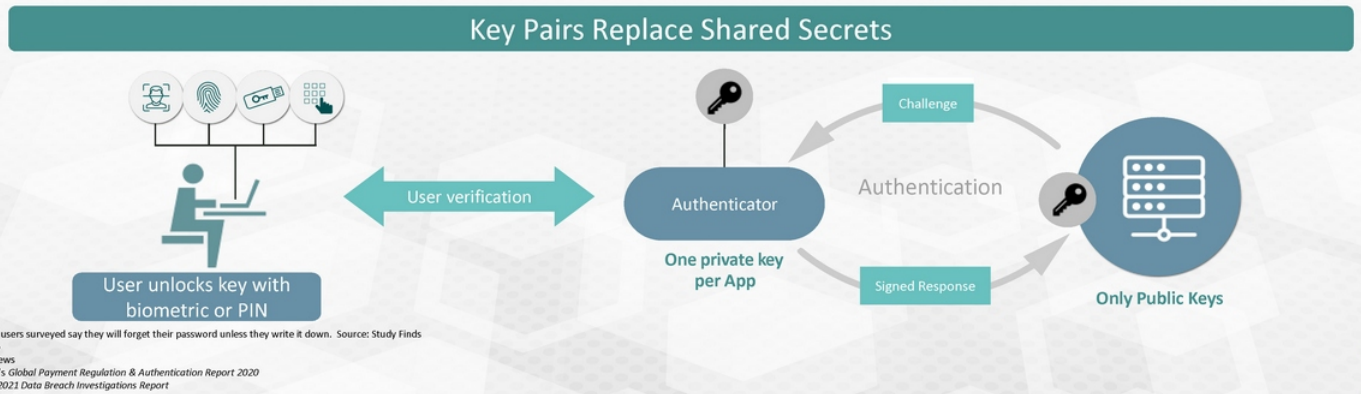 Key Pairs Replace Shared Secrets
Challenge
User verification
Authenticator
Authentication
One private key
per App
Signed Response
Only Public Keys
User unlocks key with
biometric or PIN
users surveyed say they will forget their password unless they write it down. Source: Study Finds
Global Payment Regulation & Authentication Report 2020
2021 Data Breach Investigations Report